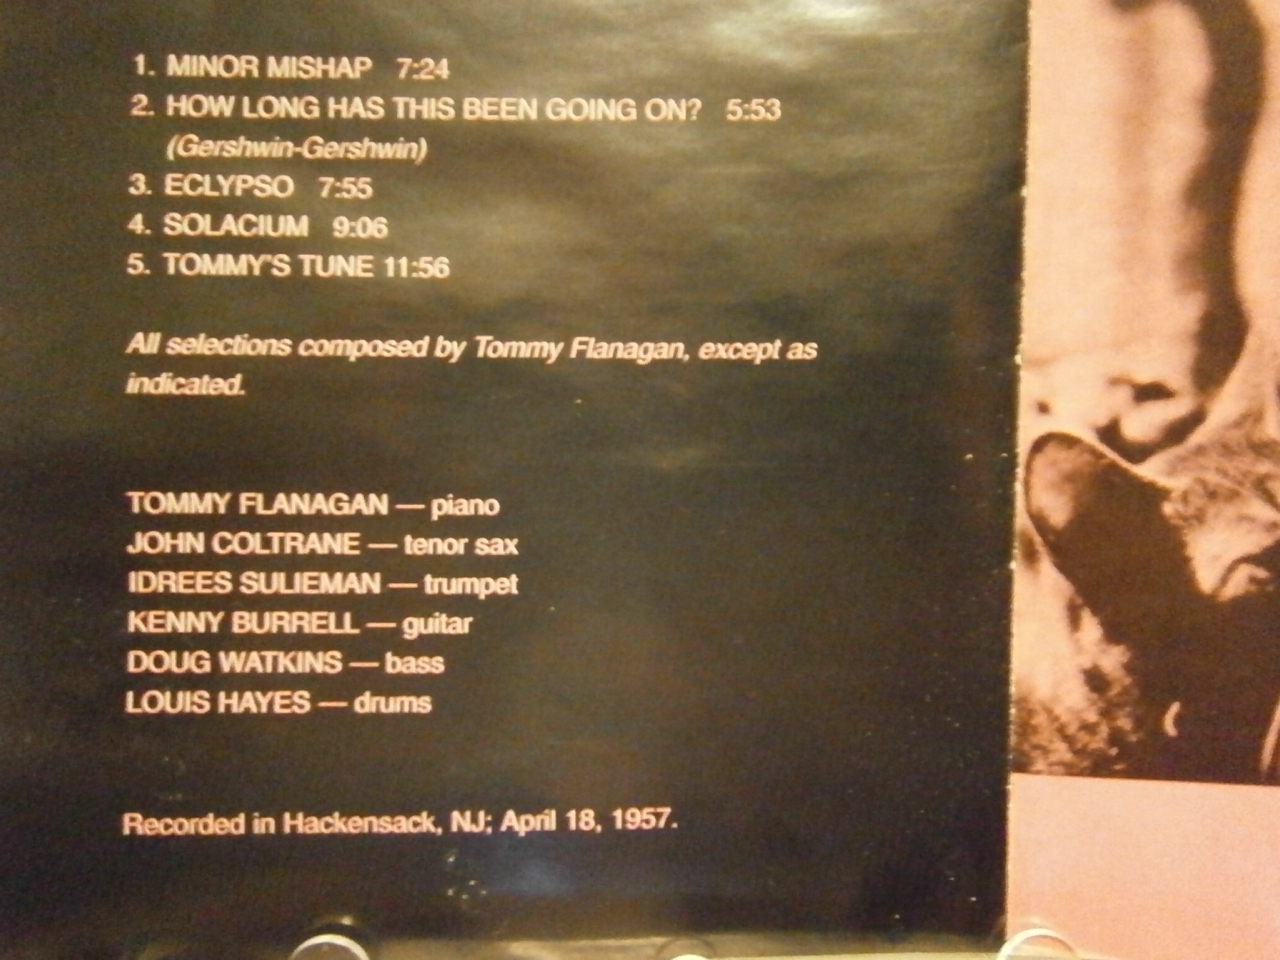 1. MINOR MISHAP 7:24
2. HOW LONG HAS THIS BEEN GOING ON? 5:53
(Gershwin-Gershwin)
3. ECLYPSO 7:55
4. SOLACIUM 9:06
5. TOMMY'S TUNE 11:56
All selections composed by Tommy Flanagan, except as
indicated.
TOMMY FLANAGAN — piano
JOHN COLTRANE — tenor sax
IDREES SULIEMAN — trumpet
KENNY BURRELL — guitar
DOUG WATKINS — bass
LOUIS HAYES — drums
Recorded in Hackensack, NJ; April 18, 1957.